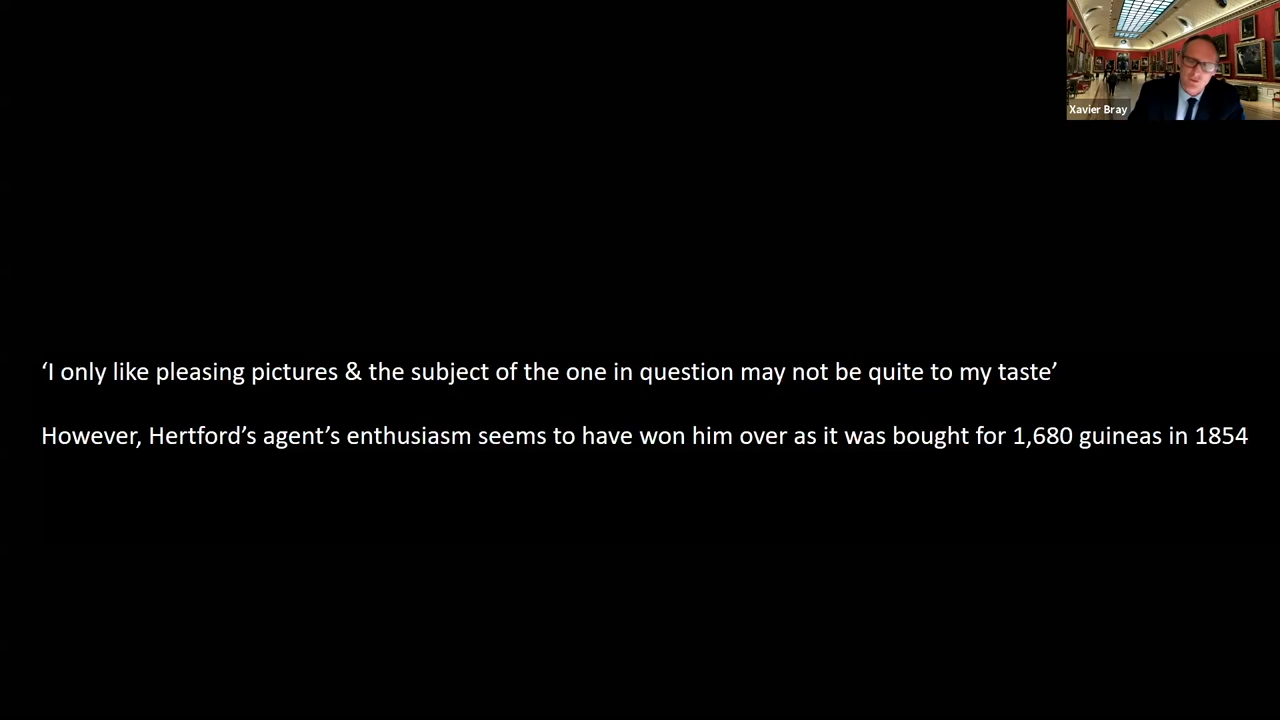 Xavier Bray
‘I only like pleasing pictures & the subject of the one in question may not be quite to my taste’
However, Hertford’s agent’s enthusiasm seems to have won him over as it was bought for 1,680 guineas in 1854